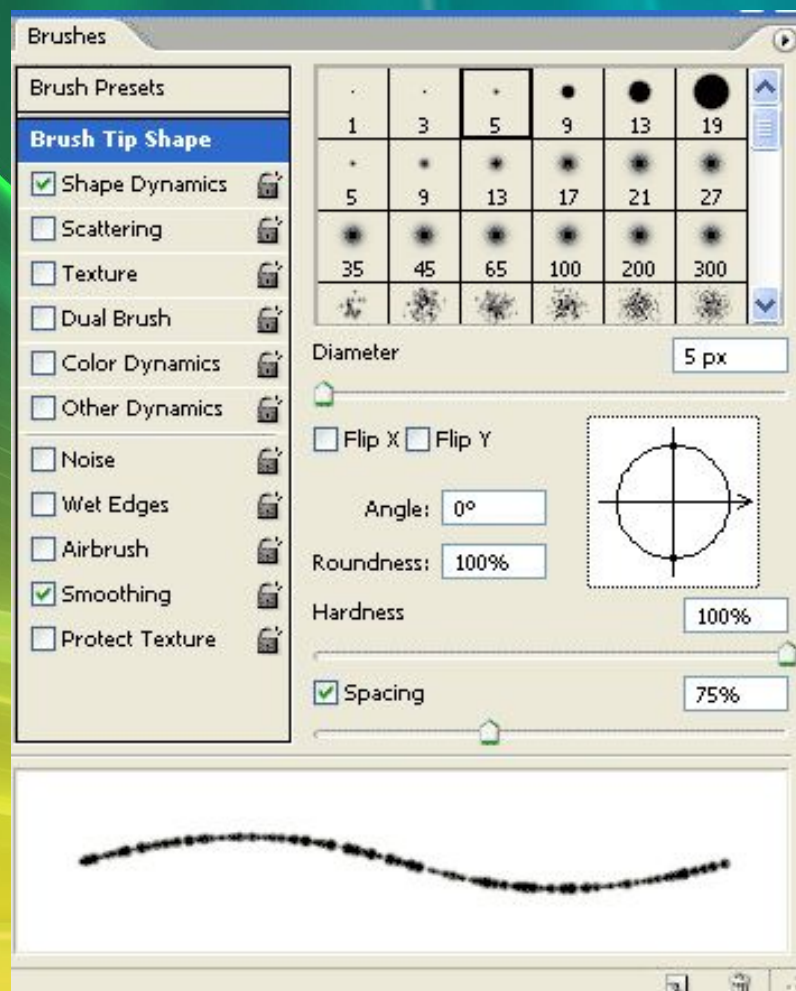 Brushes
Brush Presets
Brush Tip Shape
Shape Dynamics
Scattering
Texture
Dual Brush
Color Dynamics
Other Dynamics
Noise
Wet Edges
Airbrush
Smoothing
Protect Texture
1 3 5 9 13 19
5 9 13 17 21 27
35 45 65 100 200 300
Diameter 5 px
Flip X Flip Y
Angle: 0º
Roundness: 100%
Hardness 100%
Spacing 75%